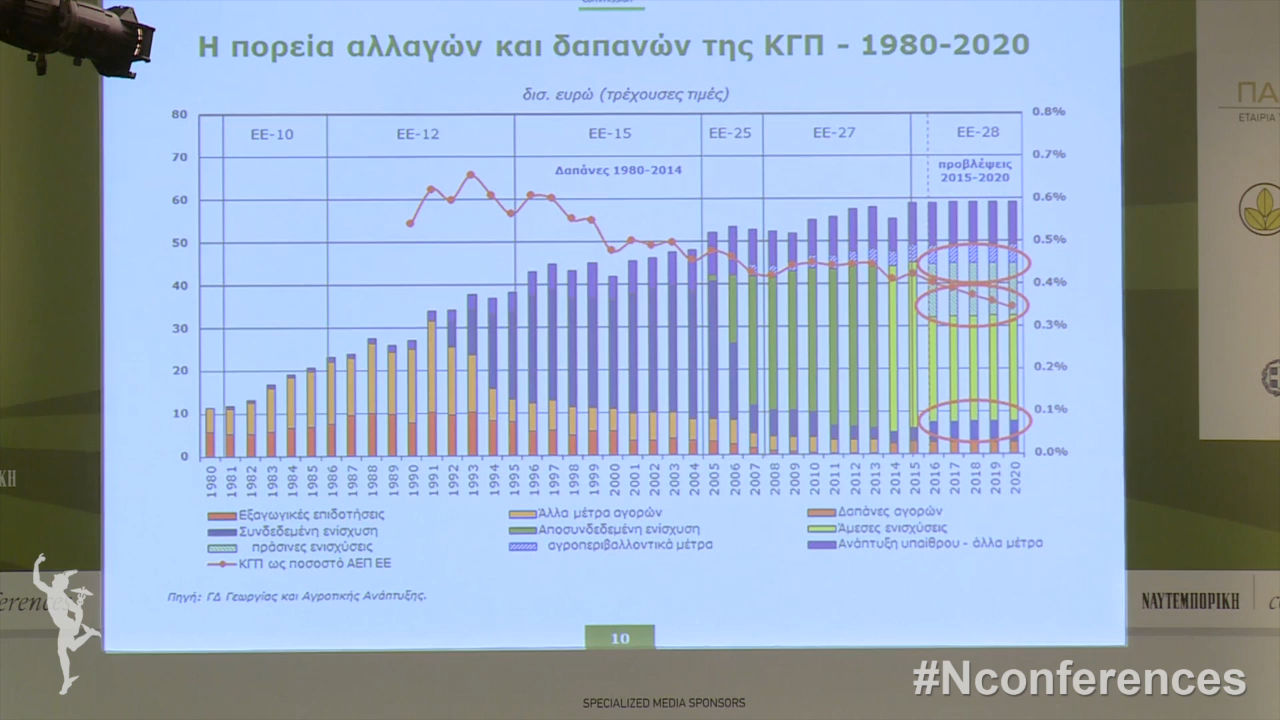 Η πορεία αλλαγών και δαπανών της ΚΓΠ - 1980-2020
δισ. ευρώ (τρέχουσες τιμές)
80 0.8%
ΕΕ-10 ΕΕ-12 ΕΕ-15 ΕΕ-25 ΕΕ-27 ΕΕ-28
70 0.7%
Δαπάνες 1980-2014
προβλέψεις
2015-2020
60 0.6%
50 0.5%
40 0.4%
30 0.3%
20 0.2%
10 0.1%
0 0.0%
1980 1981 1982 1983 1984 1985 1986 1987 1988 1989 1990 1991 1992 1993 1994 1995 1996 1997 1998 1999 2000 2001 2002 2003 2004 2005 2006 2007 2008 2009 2010 2011 2012 2013 2014 2015 2016 2017 2018 2019 2020
Εξαγωγικές επιδοτήσεις Άλλα μέτρα αγορών Δαπάνες αγορών
Συνδεδεμένη ενίσχυση Αποσυνδεδεμένη ενίσχυση Άμεσες ενισχύσεις
πράσινες ενισχύσεις αγροπεριβαλλοντικά μέτρα Ανάπτυξη υπαίθρου - άλλα μέτρα
ΚΓΠ ως ποσοστό ΑΕΠ ΕΕ
Πηγή: ΓΔ Γεωργίας και Αγροτικής Ανάπτυξης.
10
ΠΑ
ΕΤΑΙΡΙΑ
ΙΚΗ
ferences
ΝΑΥΤΕΜΠΟΡΙΚΗ
#Nconferences
SPECIALIZED MEDIA SPONSORS